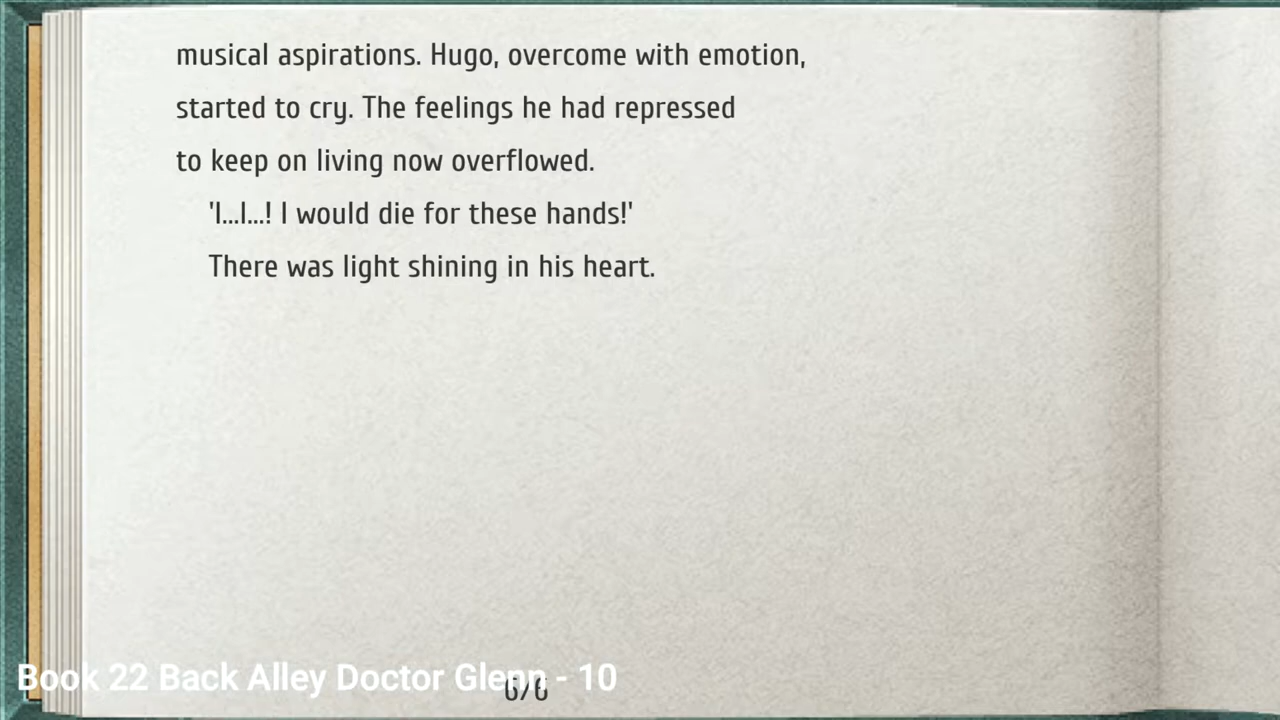 musical aspirations. Hugo, overcome with emotion,
started to cry. The feelings he had repressed
to keep on living now overflowed.
'I...I...! I would die for these hands!'
There was light shining in his heart.
Book 22 Back Alley Doctor Glenn - 10
6/6